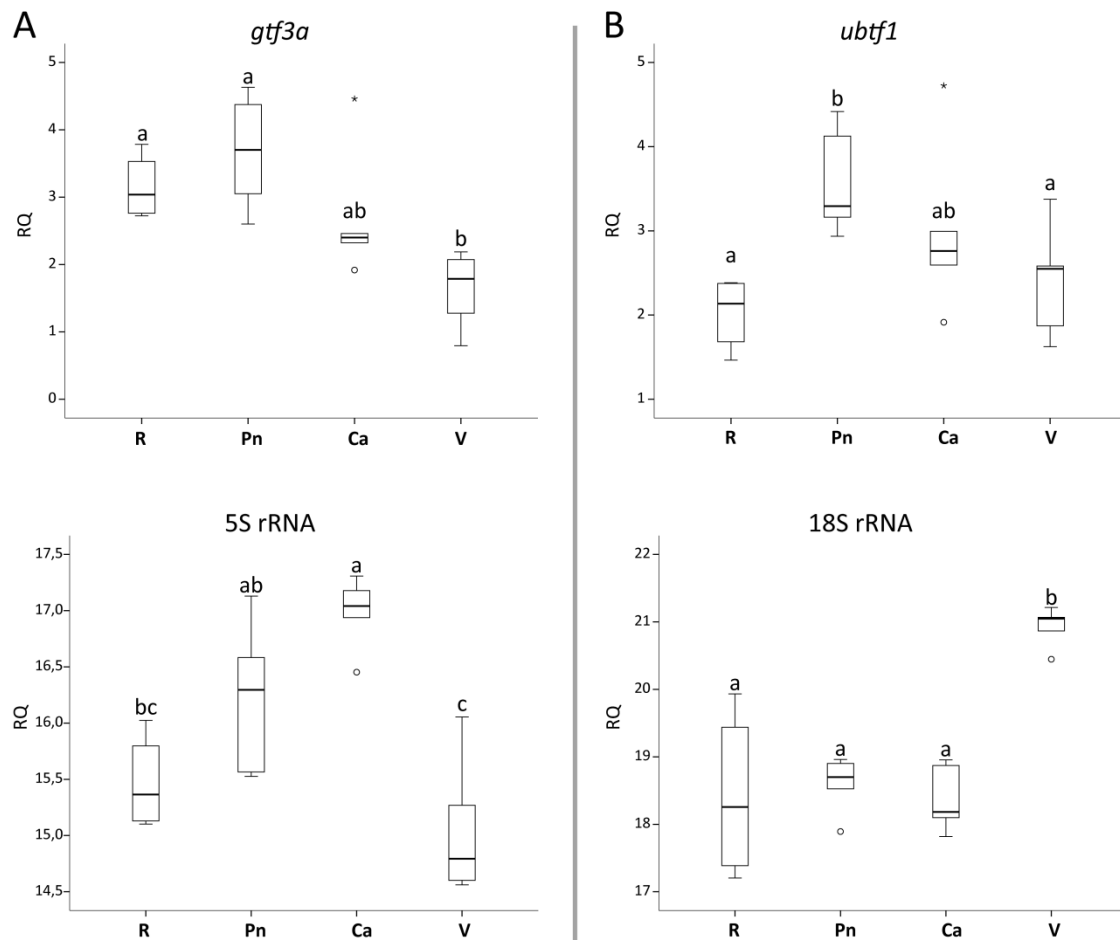 A
gtf3a
5
4
3
2
1
0
RQ
a
a
ab
*
b
R Pn Ca V
5S rRNA
17,5
17,0
16,5
16,0
15,5
15,0
14,5
RQ
bc
ab
a
c
R Pn Ca V
B
ubtf1
5
4
3
2
1
RQ
a
b
ab
*
a
R Pn Ca V
18S rRNA
22
21
20
19
18
17
RQ
a
a
a
b
R Pn Ca V